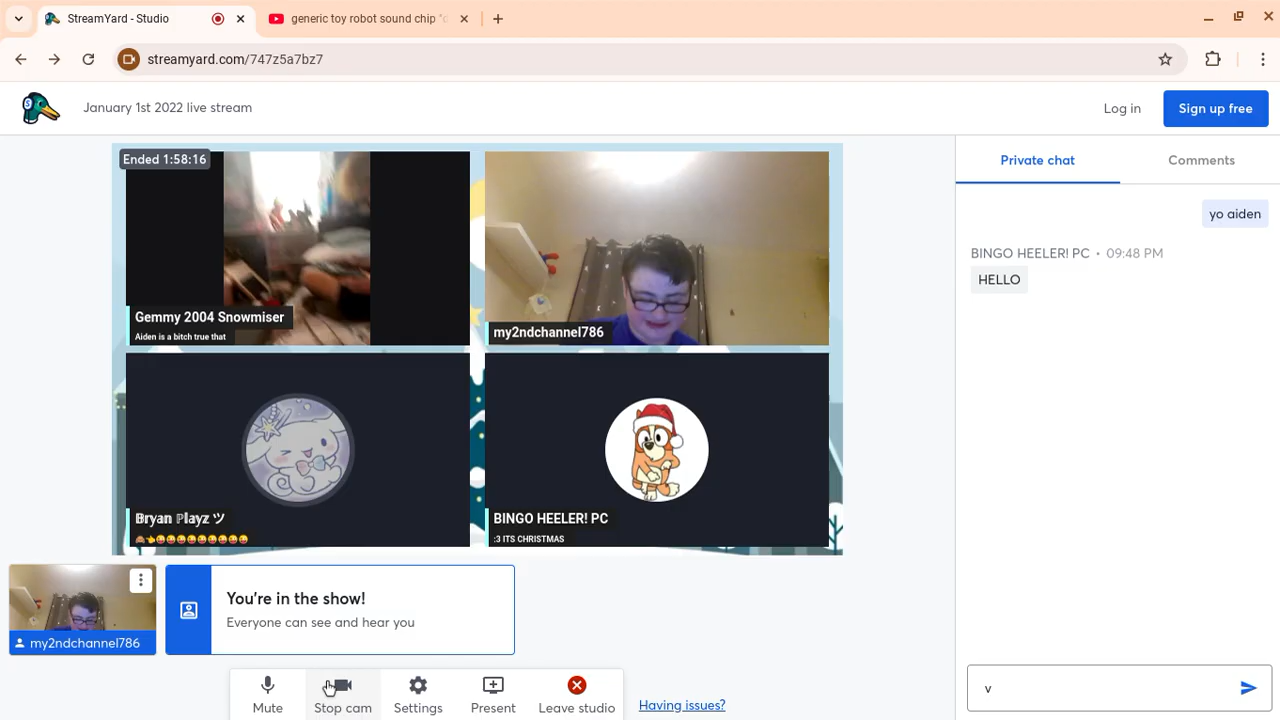 StreamYard - Studio
generic toy robot sound chip "c
streamyard.com/747z5a7bz7
January 1st 2022 live stream
Log in
Sign up free
Ended 1:58:16
Gemmy 2004 Snowmiser
Aiden is a bitch true that
my2ndchannel786
Bryan Playz ツ
🙈👈😜😜😜😜😜😜😜😜😜
BINGO HEELER! PC
:3 ITS CHRISTMAS
my2ndchannel786
You're in the show!
Everyone can see and hear you
Mute
Stop cam
Settings
Present
Leave studio
Having issues?
Private chat
Comments
yo aiden
BINGO HEELER! PC • 09:48 PM
HELLO
v